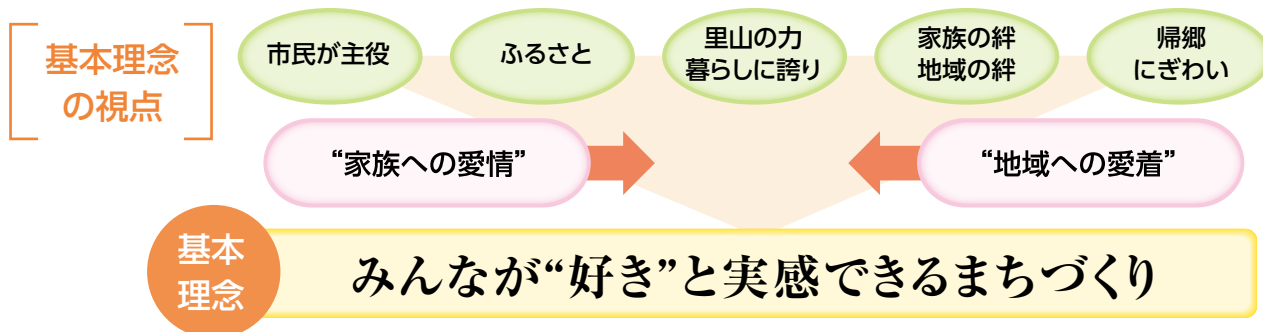 基本理念
の視点
市民が主役
ふるさと
里山の力
暮らしに誇り
家族の絆
地域の絆
帰郷
にぎわい
“家族への愛情”
“地域への愛着”
基本
理念
みんなが“好き”と実感できるまちづくり